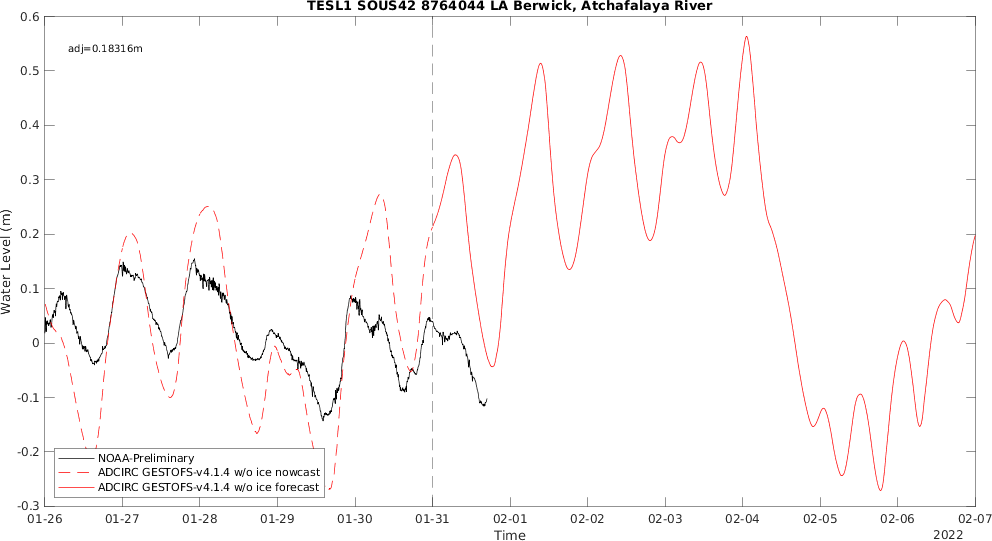 TESL1 SOUS42 8764044 LA Berwick, Atchafalaya River
adj=0.18316m
Water Level (m)
0.6
0.5
0.4
0.3
0.2
0.1
0
-0.1
-0.2
-0.3
NOAA-Preliminary
ADCIRC GESTOFS-v4.1.4 w/o ice nowcast
ADCIRC GESTOFS-v4.1.4 w/o ice forecast
01-26 01-27 01-28 01-29 01-30 01-31 02-01 02-02 02-03 02-04 02-05 02-06 02-07
Time
2022